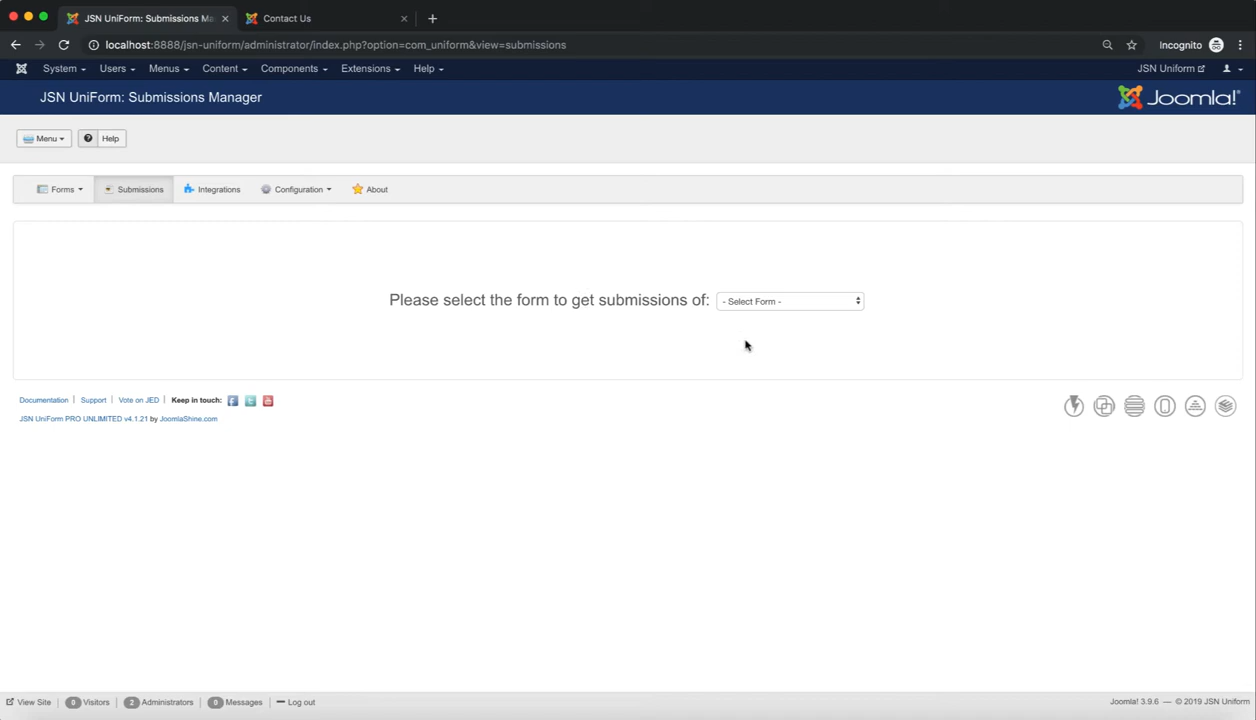 JSN UniForm: Submissions Ma
Contact Us
localhost:8888/jsn-uniform/administrator/index.php?option=com_uniform&view=submissions
Incognito
System Users Menus Content Components Extensions Help JSN Uniform
JSN UniForm: Submissions Manager
Joomla!®
Menu Help
Forms Submissions Integrations Configuration About
Please select the form to get submissions of: - Select Form -
Documentation | Support | Vote on JED | Keep in touch:
JSN UniForm PRO UNLIMITED v4.1.21 by JoomlaShine.com
View Site 0 Visitors 2 Administrators 0 Messages Log out Joomla! 3.9.6 — © 2019 JSN Uniform